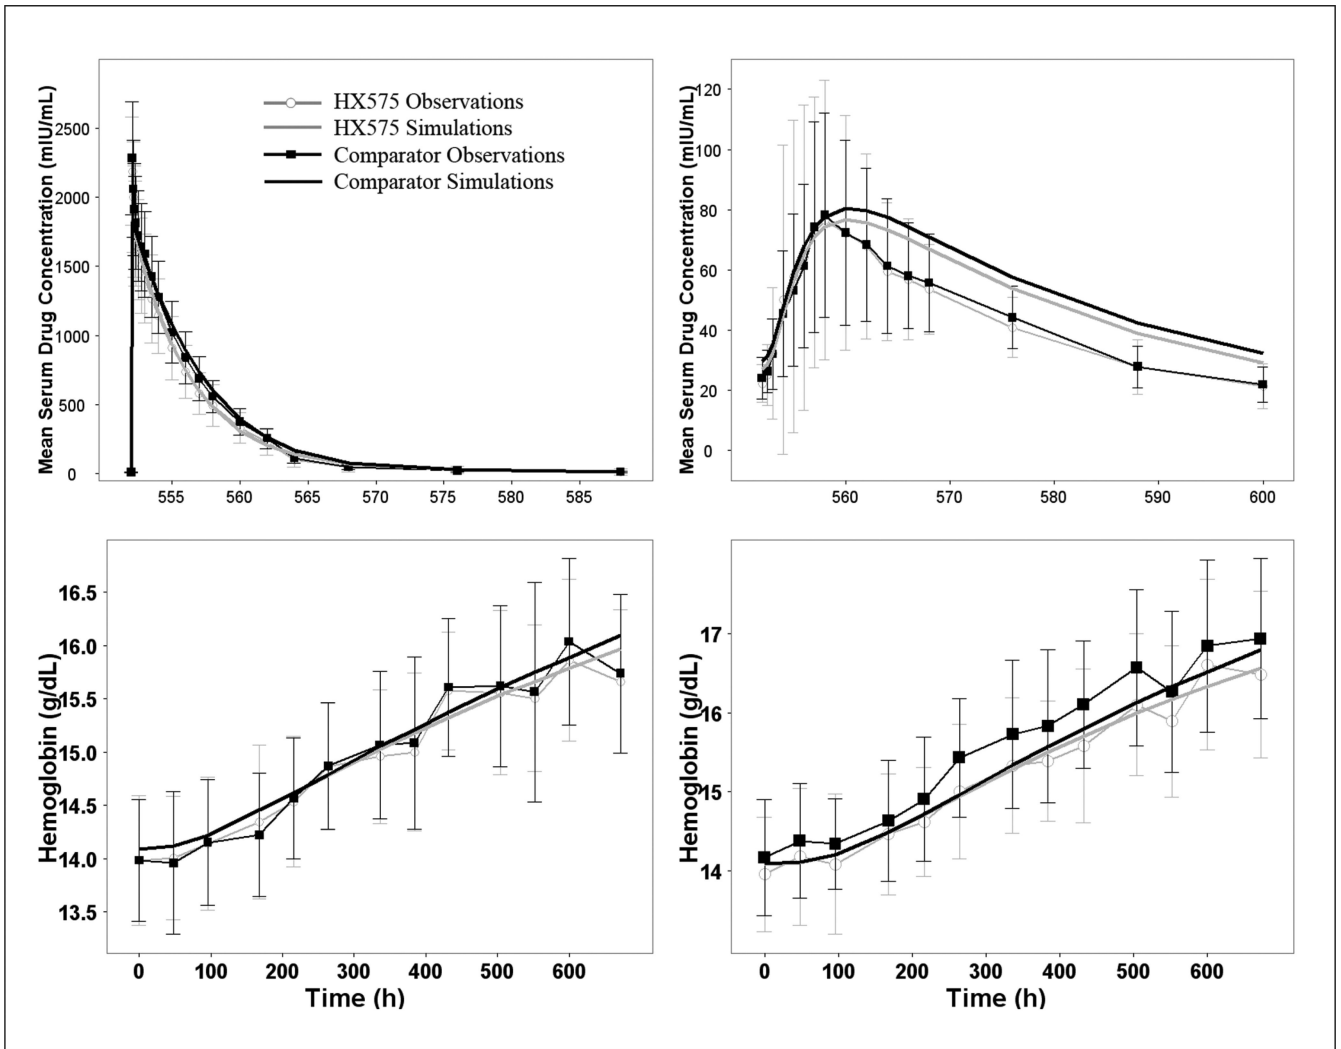 Mean Serum Drug Concentration (mIU/mL)
2500
2000
1500
1000
500
0
555 560 565 570 575 580 585
HX575 Observations
HX575 Simulations
Comparator Observations
Comparator Simulations
Mean Serum Drug Concentration (mIU/mL)
120
100
80
60
40
20
0
560 570 580 590 600
Hemoglobin (g/dL)
16.5
16.0
15.5
15.0
14.5
14.0
13.5
0 100 200 300 400 500 600
Time (h)
Hemoglobin (g/dL)
17
16
15
14
0 100 200 300 400 500 600
Time (h)